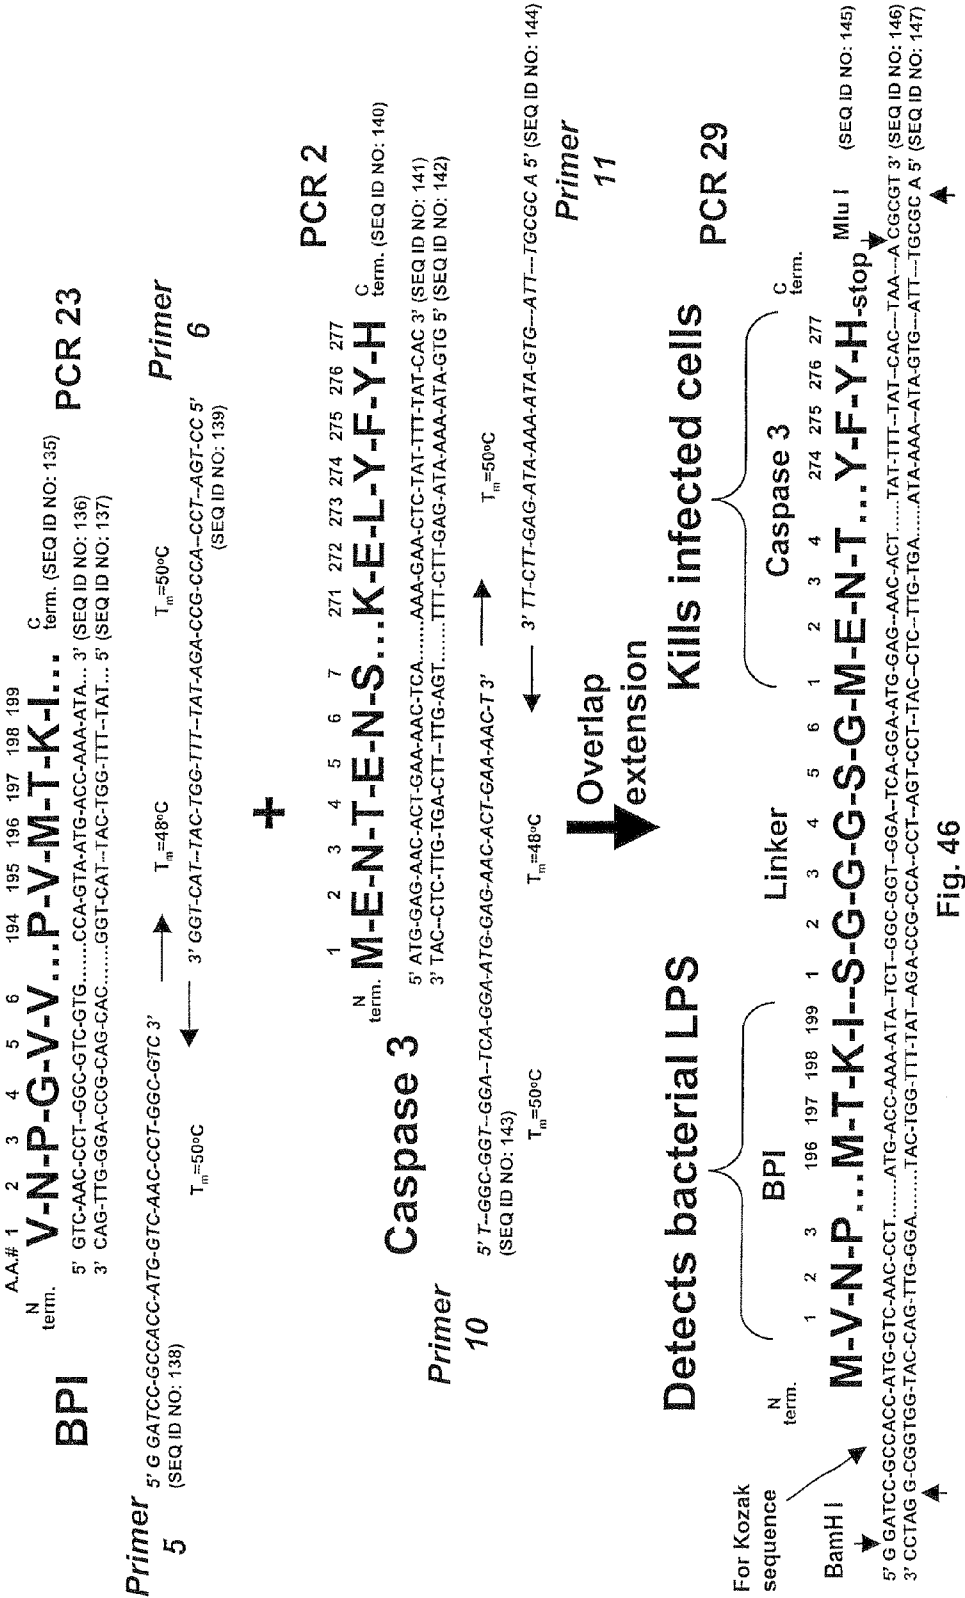 A.A.# 1 2 3 4 5 6 194 195 196 197 198 199
BPI
N term. V-N-P-G-V-V...P-V-M-T-K-I... C term. (SEQ ID NO: 135)
5' GTC-AAC-CCT--GGC-GTC-GTG......CCA-GTA-ATG-ACC-AAA-ATA... 3' (SEQ ID NO: 136)
3' CAG-TTG-GGA-CCG-CAG-CAC......GGT-CAT--TAC-TGG-TTT--TAT... 5' (SEQ ID NO: 137)
PCR 23
Primer 5
5' G GATCC-GCCACC-ATG-GTC-AAC-CCT-GGC-GTC 3'
(SEQ ID NO: 138)
Tm=50ºC
Tm=48ºC
Tm=50ºC
3' GGT-CAT--TAC-TGG-TTT--TAT-AGA-CCG-CCA--CCT--AGT-CC 5'
(SEQ ID NO: 139)
Primer 6
+
Caspase 3
PCR 2
1 2 3 4 5 6 7 271 272 273 274 275 276 277
N term. M-E-N-T-E-N-S...K-E-L-Y-F-Y-H C term. (SEQ ID NO: 140)
5' ATG-GAG-AAC-ACT-GAA-AAC-TCA......AAA-GAA-CTC-TAT-TTT-TAT-CAC 3' (SEQ ID NO: 141)
3' TAC--CTC-TTG-TGA-CTT--TTG-AGT......TTT-CTT-GAG-ATA-AAA-ATA-GTG 5' (SEQ ID NO: 142)
Primer 10
5' T--GGC-GGT--GGA--TCA-GGA-ATG-GAG-AAC-ACT-GAA-AAC-T 3'
(SEQ ID NO: 143)
Tm=50ºC
Tm=48ºC
Tm=50ºC
3' TT-CTT-GAG-ATA-AAA-ATA-GTG--ATT---TGCGC A 5' (SEQ ID NO: 144)
Primer 11
Overlap extension
Detects bacterial LPS
Kills infected cells
PCR 29
BPI
Linker
Caspase 3
N term.
C term.
1 2 3 196 197 198 199 1 2 3 4 5 6 1 2 3 4 274 275 276 277
M-V-N-P...M-T-K-I--S-G-G-G-S-G-M-E-N-T...Y-F-Y-H-stop
Mlu I
(SEQ ID NO: 145)
For Kozak sequence
BamH I
5' G GATCC-GCCACC-ATG-GTC-AAC-CCT......ATG-ACC-AAA-ATA--TCT--GGC-GGT--GGA--TCA-GGA-ATG-GAG--AAC-ACT.....TAT-TTT--TAT--CAC--TAA---A CGCGT 3' (SEQ ID NO: 146)
3' CCTAG G-CGGTGG-TAC-CAG-TTG-GGA......TAC-TGG-TTT-TAT--AGA-CCG-CCA--CCT--AGT-CCT--TAC--CTC--TTG-TGA.....ATA-AAA--ATA-GTG--ATT ---TGCGC A 5' (SEQ ID NO: 147)
Fig. 46